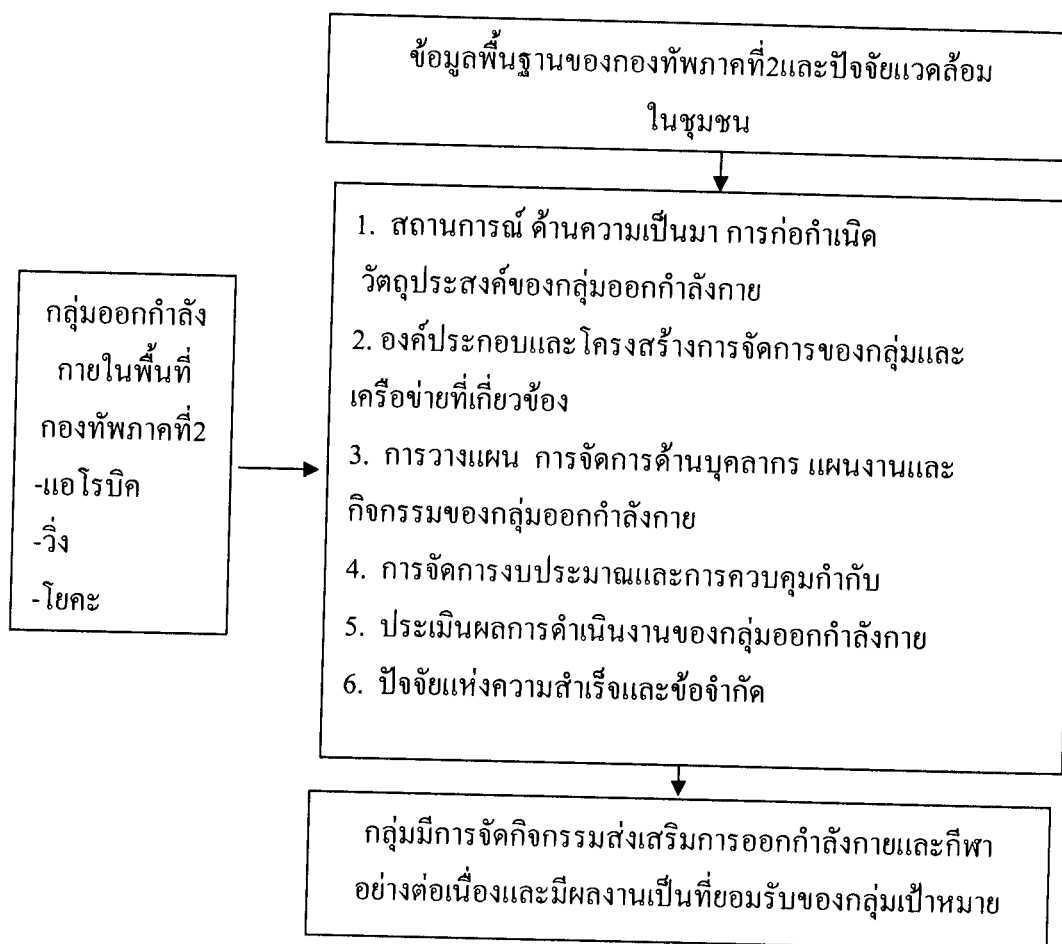 ข้อมูลพื้นฐานของกองทัพภาคที่2และปัจจัยแวดล้อม
ในชุมชน
กลุ่มออกกำลัง
กายในพื้นที่
กองทัพภาคที่2
-แอโรบิค
-วิ่ง
-โยคะ
1. สถานการณ์ ด้านความเป็นมา การก่อกำเนิด
วัตถุประสงค์ของกลุ่มออกกำลังกาย
2. องค์ประกอบและโครงสร้างการจัดการของกลุ่มและ
เครือข่ายที่เกี่ยวข้อง
3. การวางแผน การจัดการด้านบุคลากร แผนงานและ
กิจกรรมของกลุ่มออกกำลังกาย
4. การจัดการงบประมาณและการควบคุมกำกับ
5. ประเมินผลการดำเนินงานของกลุ่มออกกำลังกาย
6. ปัจจัยแห่งความสำเร็จและข้อจำกัด
กลุ่มมีการจัดกิจกรรมส่งเสริมการออกกำลังกายและกีฬา
อย่างต่อเนื่องและมีผลงานเป็นที่ยอมรับของกลุ่มเป้าหมาย